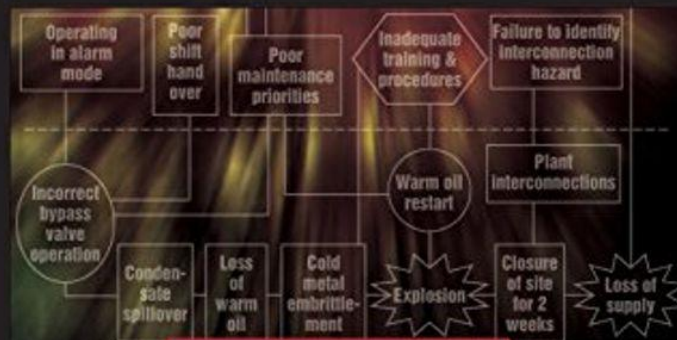 Operating
in alarm
mode
Poor
shift
hand
over
Poor
maintenance
priorities
Inadequate
training &
procedures
Failure to identify
interconnection
hazard
Incorrect
bypass
valve
operation
Warm oil
restart
Plant
interconnections
Conden-
sate
spillover
Loss
of
warm
oil
Cold
metal
embrittle-
ment
Explosion
Closure
of site
for 2
weeks
Loss of
supply